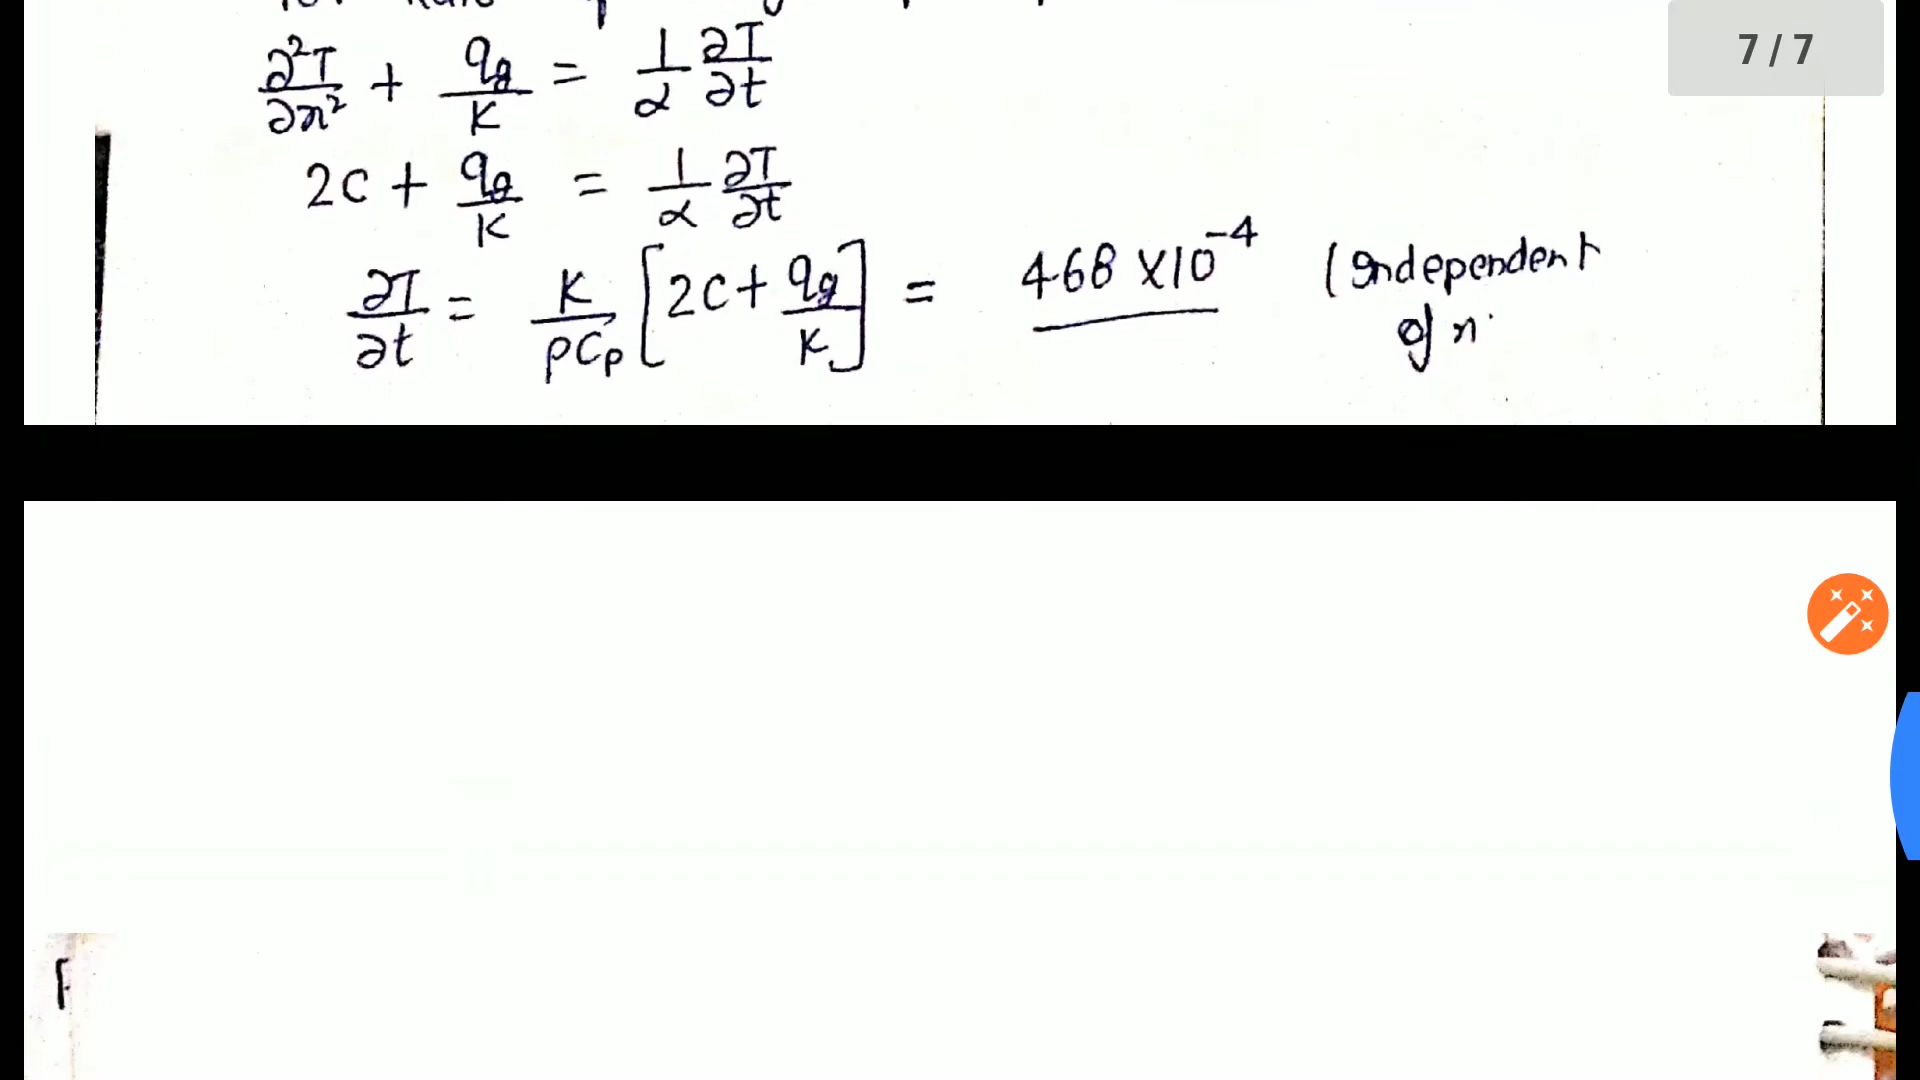 7 / 7
∂²T/∂x² + qg/K = 1/α ∂T/∂t
2C + qg/K = 1/α ∂T/∂t
∂T/∂t = K/ρCp [2C + qg/K] = 4.68 ×10⁻⁴ (Independent
of x.